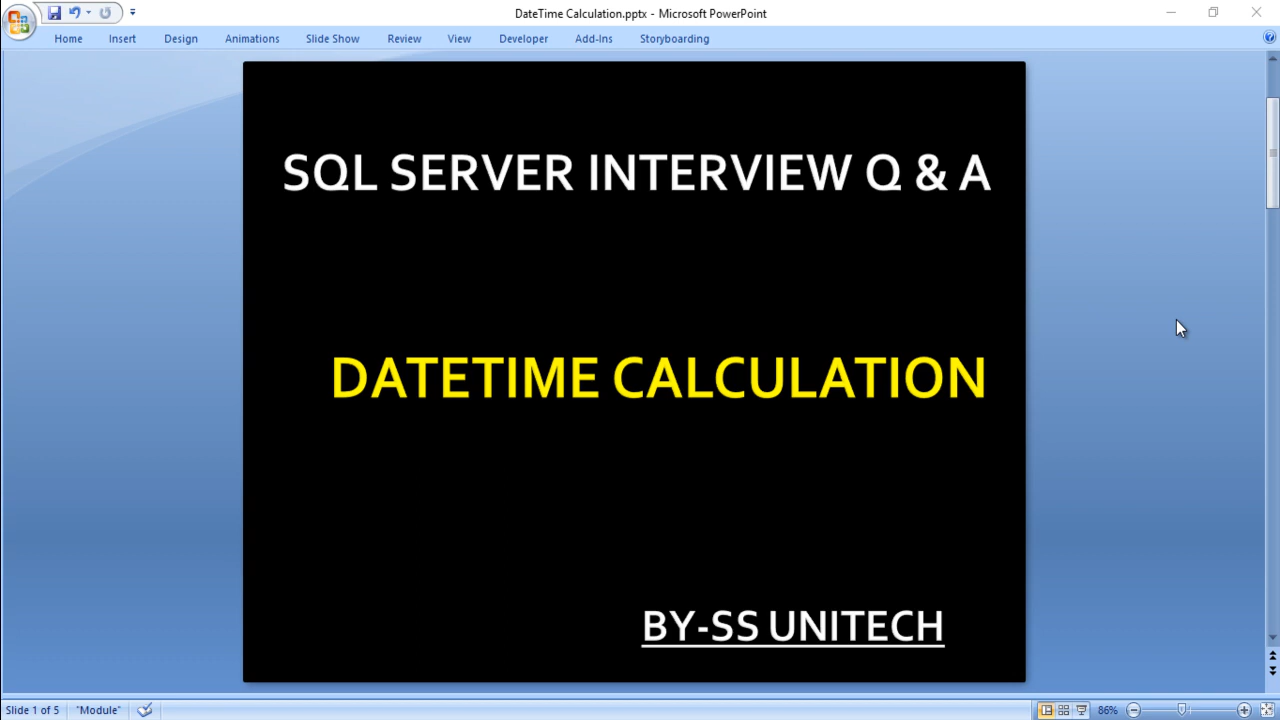 DateTime Calculation.pptx - Microsoft PowerPoint
Home Insert Design Animations Slide Show Review View Developer Add-Ins Storyboarding
SQL SERVER INTERVIEW Q & A
DATETIME CALCULATION
BY-SS UNITECH
Slide 1 of 5 "Module" 86%